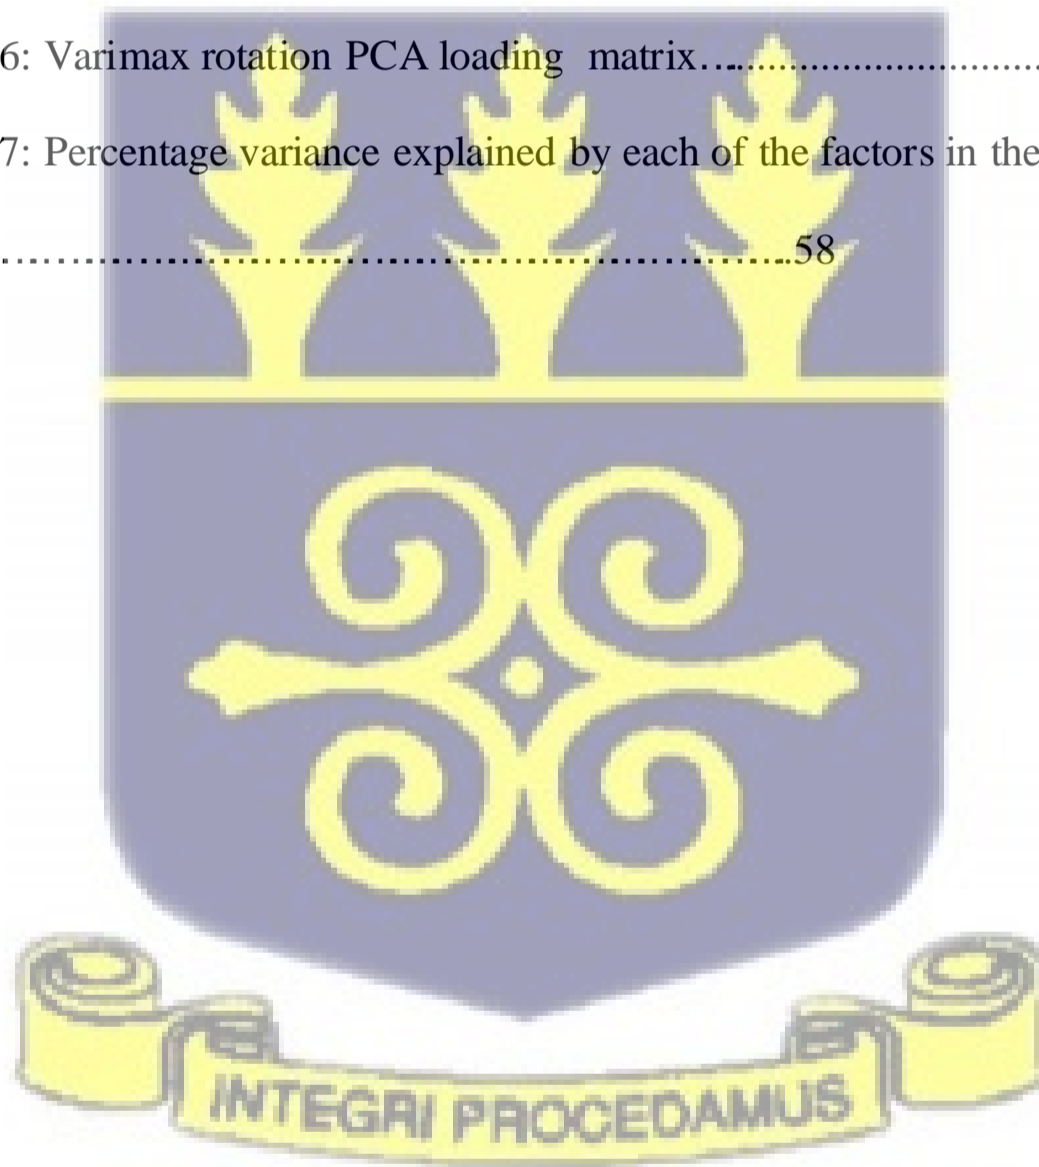 6: Varimax rotation PCA loading matrix.......................................
7: Percentage variance explained by each of the factors in the
..............................................................................58
INTEGRI PROCEDAMUS